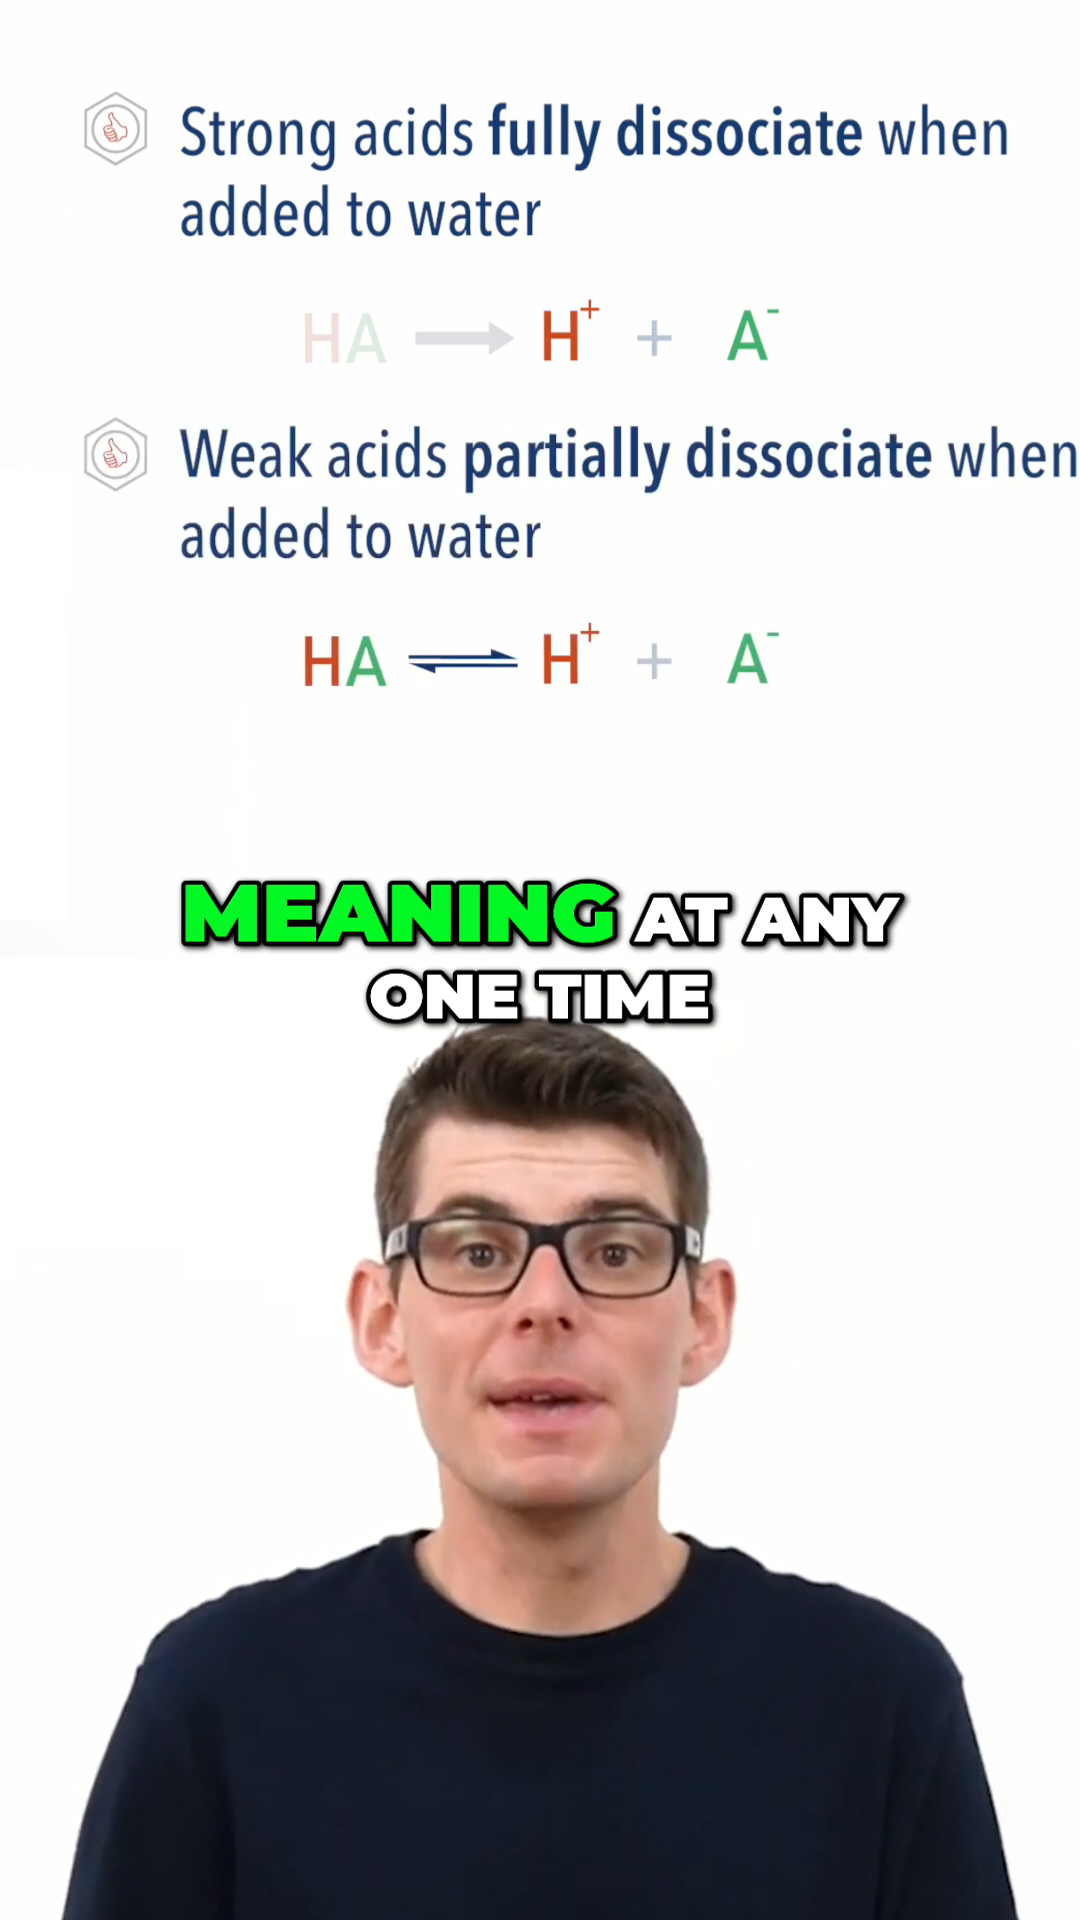 Strong acids fully dissociate when
added to water
HA ⟶ H⁺ + A⁻
Weak acids partially dissociate when
added to water
HA ⇌ H⁺ + A⁻
MEANING AT ANY
ONE TIME